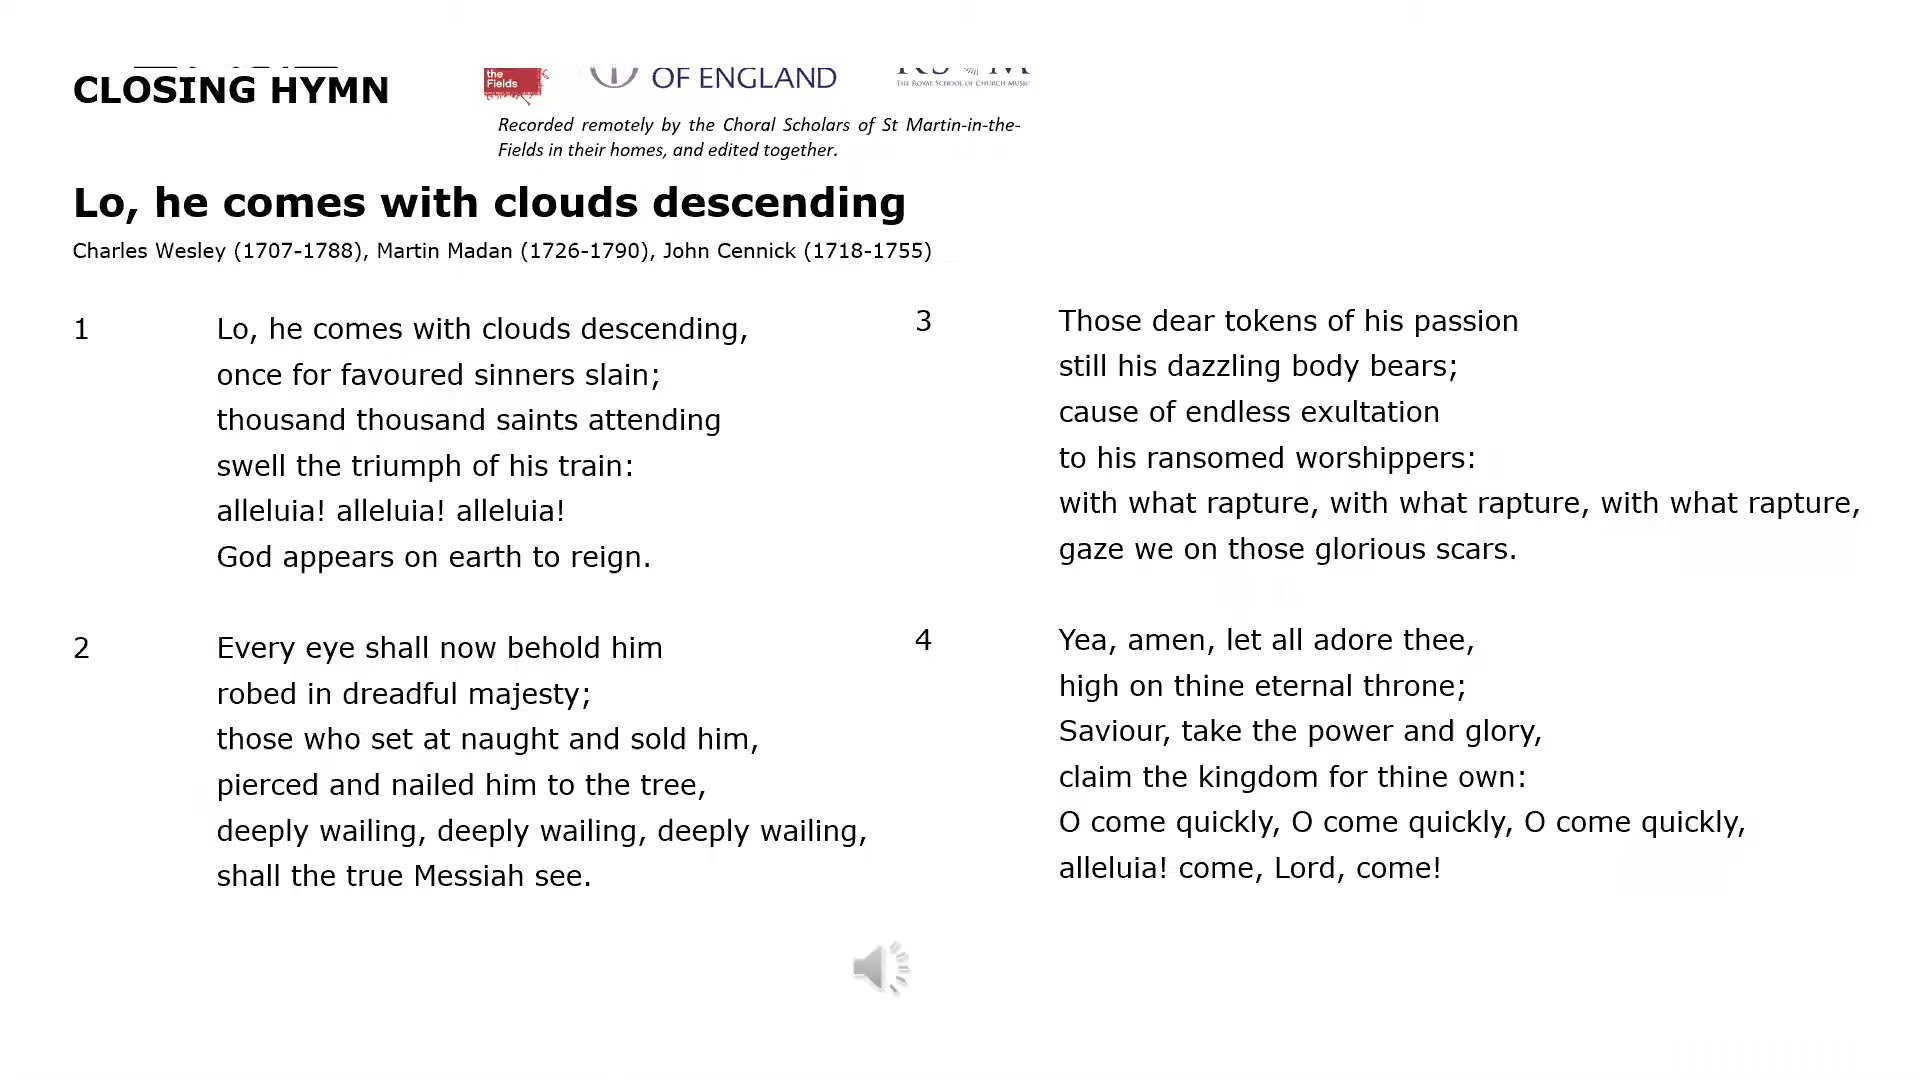 CLOSING HYMN
the
Fields
OF ENGLAND
THE ROYAL SCHOOL OF CHURCH MUSIC
Recorded remotely by the Choral Scholars of St Martin-in-the-
Fields in their homes, and edited together.
Lo, he comes with clouds descending
Charles Wesley (1707-1788), Martin Madan (1726-1790), John Cennick (1718-1755)
1
Lo, he comes with clouds descending,
once for favoured sinners slain;
thousand thousand saints attending
swell the triumph of his train:
alleluia! alleluia! alleluia!
God appears on earth to reign.
2
Every eye shall now behold him
robed in dreadful majesty;
those who set at naught and sold him,
pierced and nailed him to the tree,
deeply wailing, deeply wailing, deeply wailing,
shall the true Messiah see.
3
Those dear tokens of his passion
still his dazzling body bears;
cause of endless exultation
to his ransomed worshippers:
with what rapture, with what rapture, with what rapture,
gaze we on those glorious scars.
4
Yea, amen, let all adore thee,
high on thine eternal throne;
Saviour, take the power and glory,
claim the kingdom for thine own:
O come quickly, O come quickly, O come quickly,
alleluia! come, Lord, come!